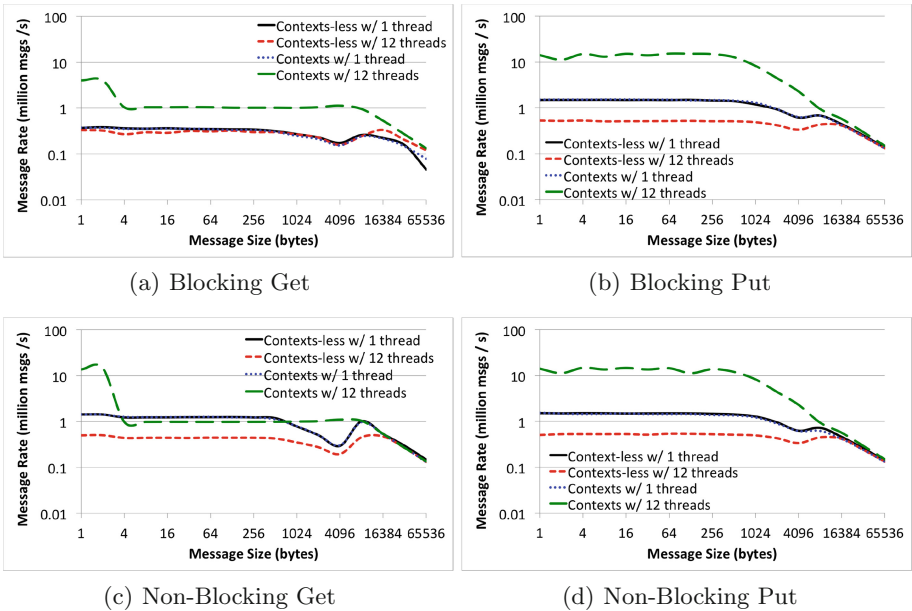 100
10
1
0.1
0.01
Message Rate (million msgs / s)
Contexts-less w/ 1 thread
Contexts-less w/ 12 threads
Contexts w/ 1 thread
Contexts w/ 12 threads
1 4 16 64 256 1024 4096 16384 65536
Message Size (bytes)
(a) Blocking Get
100
10
1
0.1
0.01
Message Rate (million msgs / s)
Contexts-less w/ 1 thread
Contexts-less w/ 12 threads
Contexts w/ 1 thread
Contexts w/ 12 threads
1 4 16 64 256 1024 4096 16384 65536
Message Size (bytes)
(b) Blocking Put
100
10
1
0.1
0.01
Message Rate (million msgs / s)
Contexts-less w/ 1 thread
Contexts-less w/ 12 threads
Contexts w/ 1 thread
Contexts w/ 12 threads
1 4 16 64 256 1024 4096 16384 65536
Message Size (bytes)
(c) Non-Blocking Get
100
10
1
0.1
0.01
Message Rate (million msgs / s)
Context-less w/ 1 thread
Contexts-less w/ 12 threads
Contexts w/ 1 thread
Contexts w/ 12 threads
1 4 16 64 256 1024 4096 16384 65536
Message Size (bytes)
(d) Non-Blocking Put